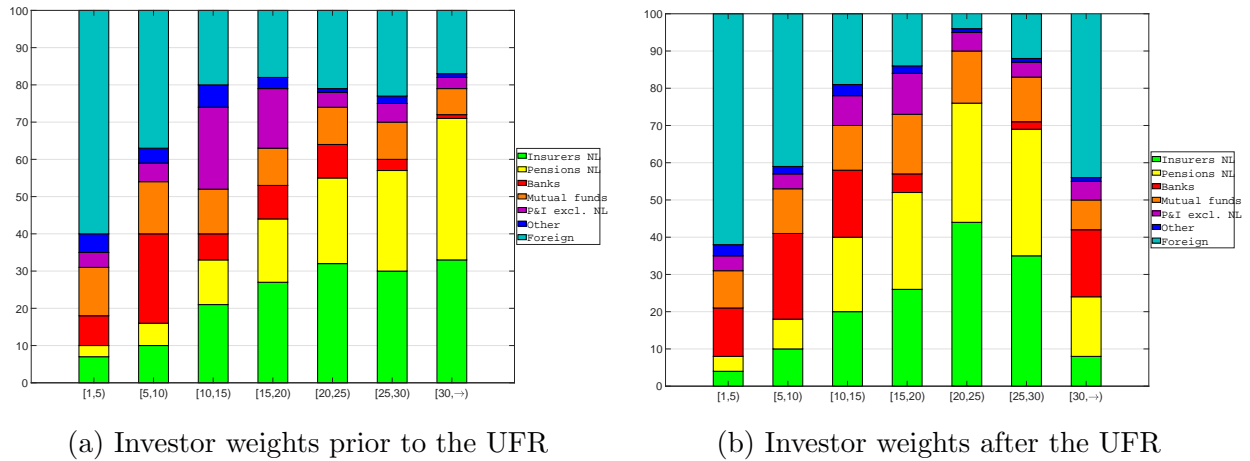 100
90
80
70
60
50
40
30
20
10
0
[1,5)
[5,10)
[10,15)
[15,20)
[20,25)
[25,30)
[30,→)
Insurers NL
Pensions NL
Banks
Mutual funds
P&I excl. NL
Other
Foreign
(a) Investor weights prior to the UFR
100
90
80
70
60
50
40
30
20
10
0
[1,5)
[5,10)
[10,15)
[15,20)
[20,25)
[25,30)
[30,→)
Insurers NL
Pensions NL
Banks
Mutual funds
P&I excl. NL
Other
Foreign
(b) Investor weights after the UFR